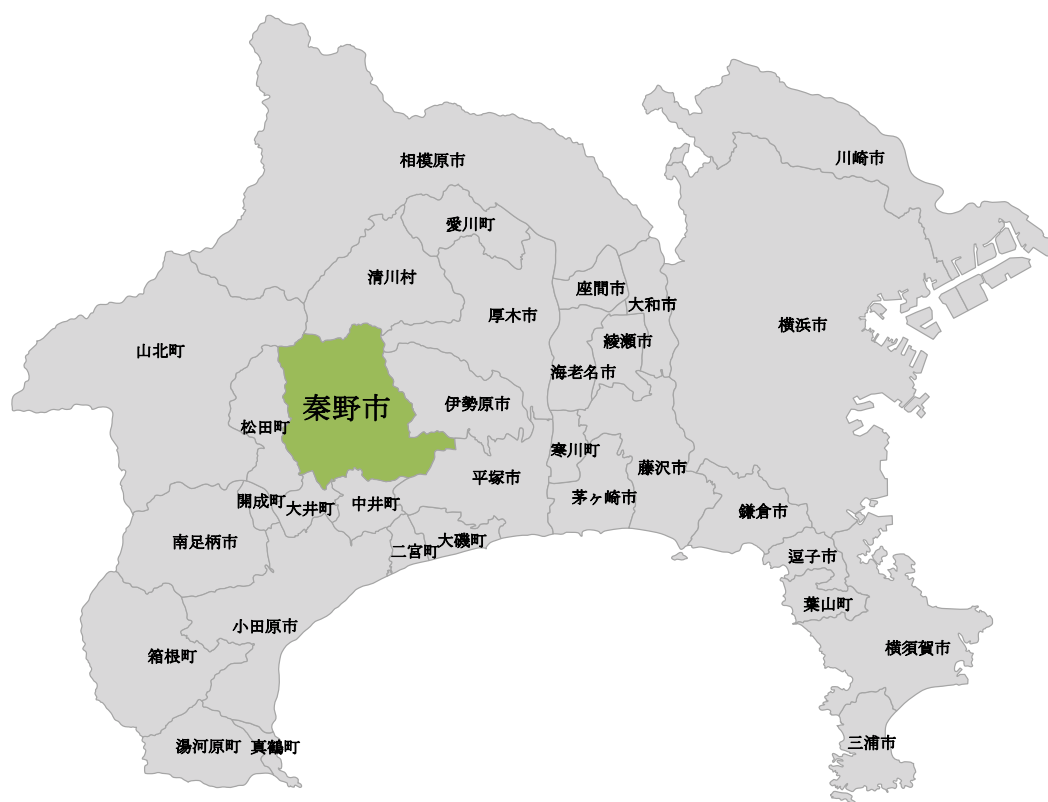 相模原市
川崎市
愛川町
清川村
座間市
大和市
厚木市
横浜市
綾瀬市
山北町
海老名市
秦野市
伊勢原市
松田町
寒川町
藤沢市
平塚市
開成町
大井町
中井町
茅ヶ崎市
鎌倉市
南足柄市
二宮町
大磯町
逗子市
葉山町
小田原市
横須賀市
箱根町
湯河原町
真鶴町
三浦市